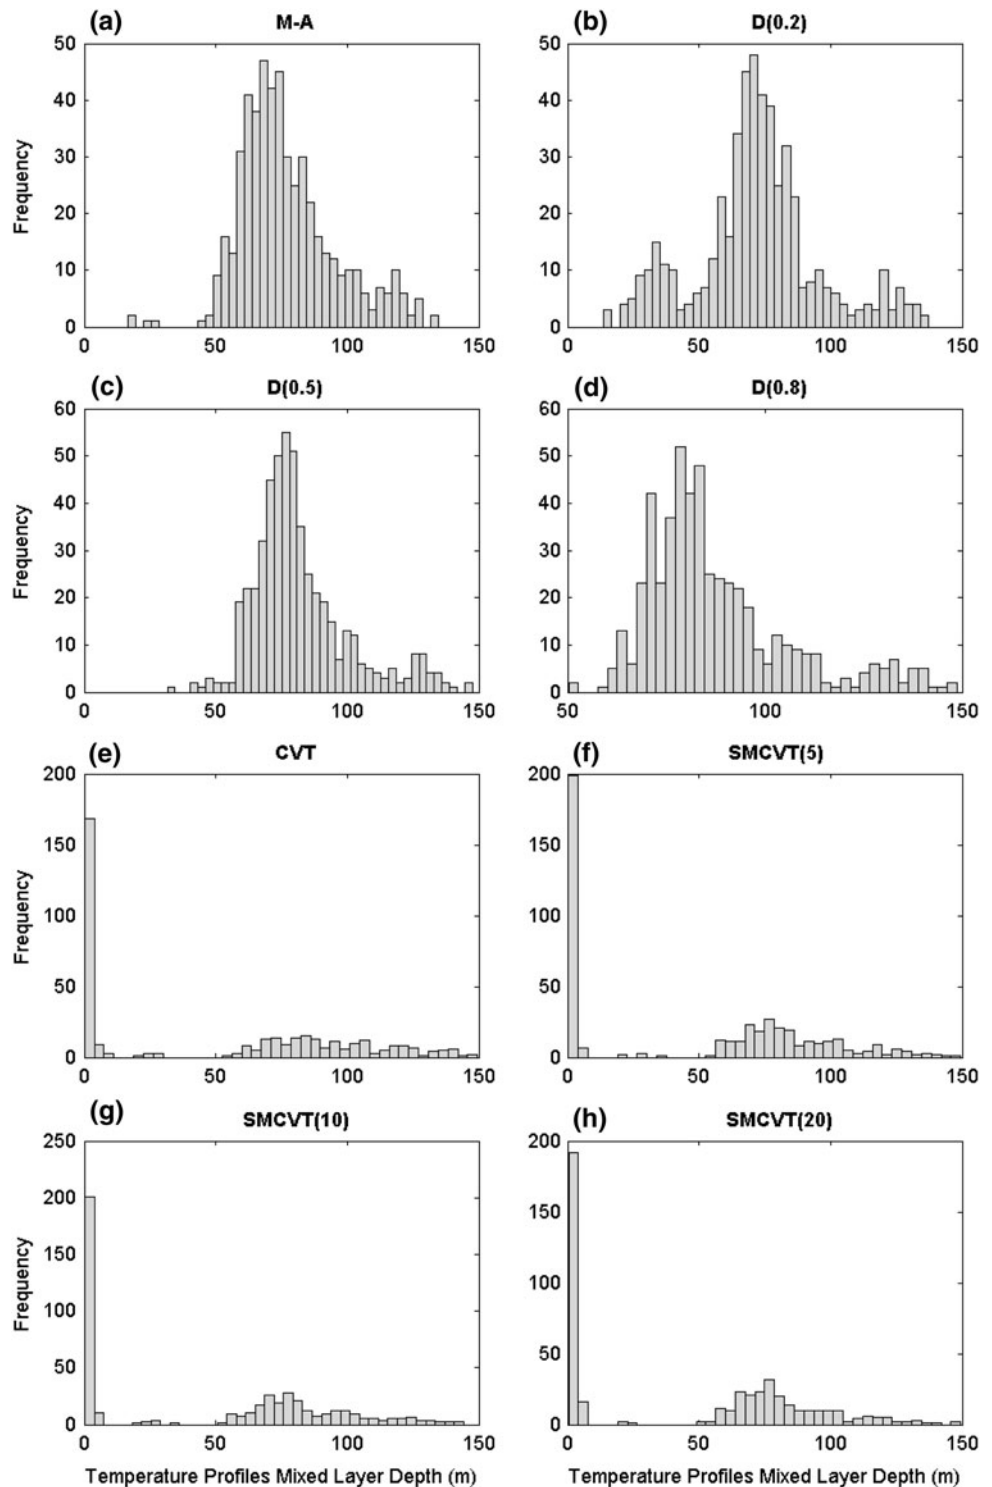 (a) M-A
(b) D(0.2)
50
40
30
20
10
0
Frequency
0 50 100 150
50
40
30
20
10
0
0 50 100 150
(c) D(0.5)
(d) D(0.8)
60
50
40
30
20
10
0
Frequency
0 50 100 150
60
50
40
30
20
10
0
50 100 150
(e) CVT
(f) SMCVT(5)
200
150
100
50
0
Frequency
0 50 100 150
200
150
100
50
0
0 50 100 150
(g) SMCVT(10)
(h) SMCVT(20)
250
200
150
100
50
0
Frequency
0 50 100 150
Temperature Profiles Mixed Layer Depth (m)
200
150
100
50
0
0 50 100 150
Temperature Profiles Mixed Layer Depth (m)